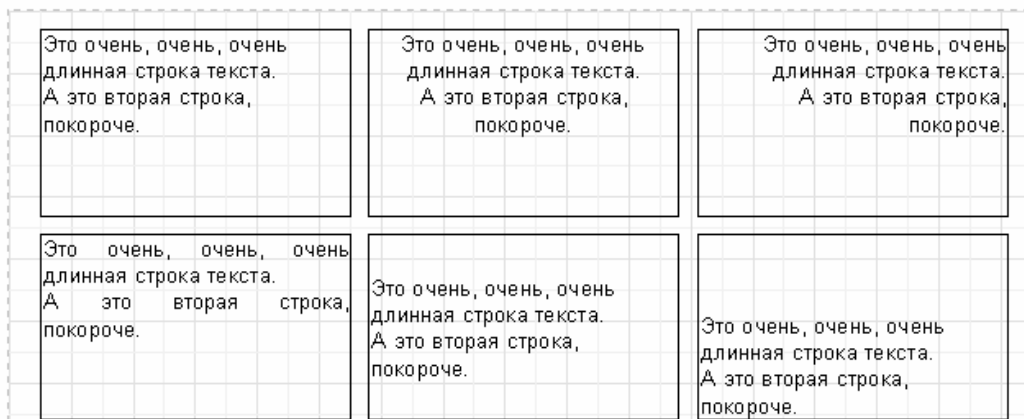 Это очень, очень, очень
длинная строка текста.
А это вторая строка,
покороче.
Это очень, очень, очень
длинная строка текста.
А это вторая строка,
покороче.
Это очень, очень, очень
длинная строка текста.
А это вторая строка,
покороче.
Это очень, очень, очень
длинная строка текста.
А это вторая строка,
покороче.
Это очень, очень, очень
длинная строка текста.
А это вторая строка,
покороче.
Это очень, очень, очень
длинная строка текста.
А это вторая строка,
покороче.